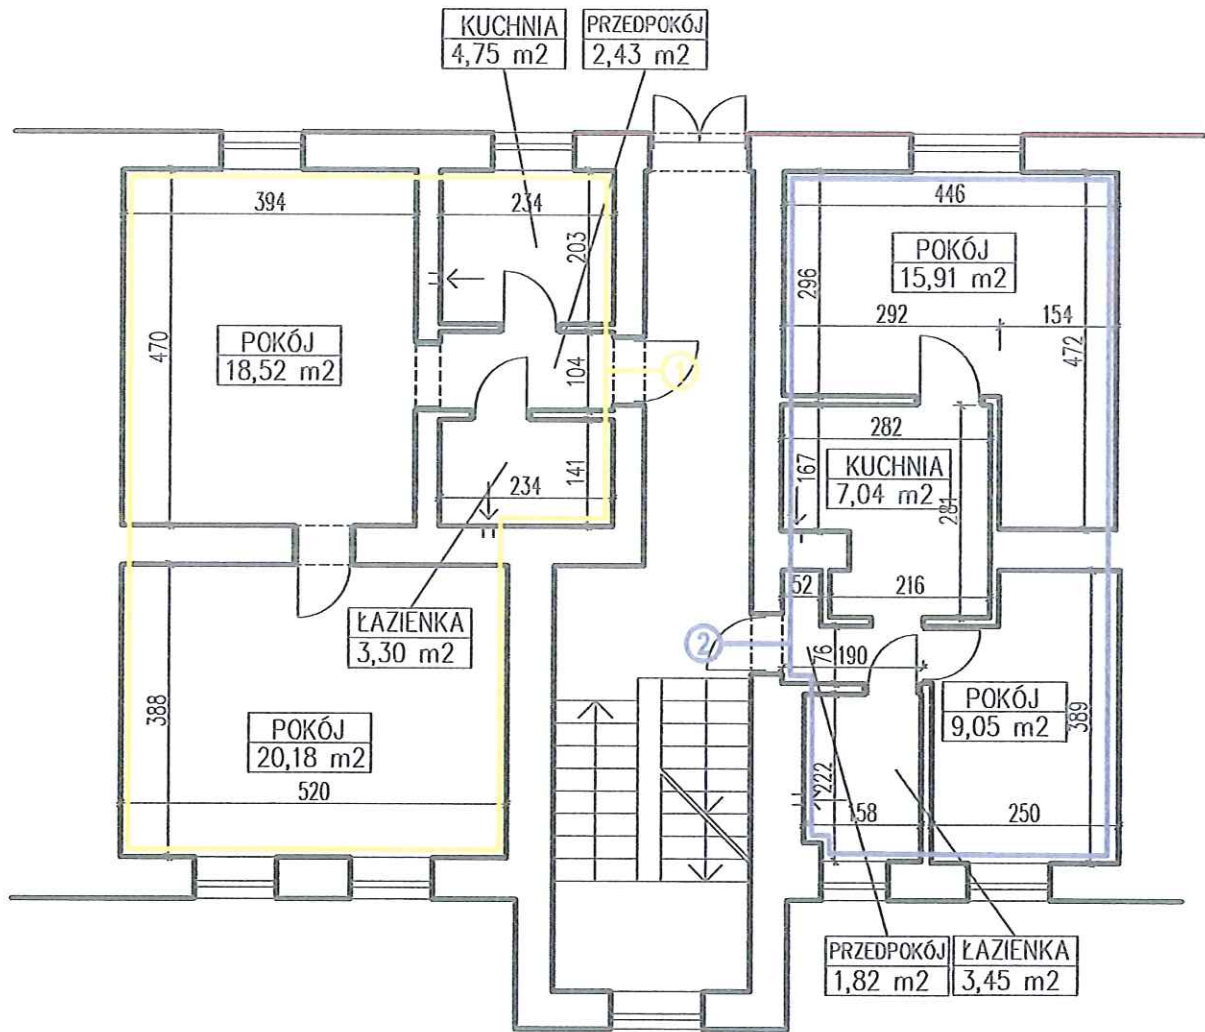 KUCHNIA
4,75 m2
PRZEDPOKÓJ
2,43 m2
394
234
203
446
POKÓJ
15,91 m2
296
292
154
472
470
POKÓJ
18,52 m2
104
1
282
167
KUCHNIA
7,04 m2
281
141
234
52
216
ŁAZIENKA
3,30 m2
2
76
190
388
POKÓJ
20,18 m2
520
POKÓJ
9,05 m2
389
222
158
250
PRZEDPOKÓJ
1,82 m2
ŁAZIENKA
3,45 m2